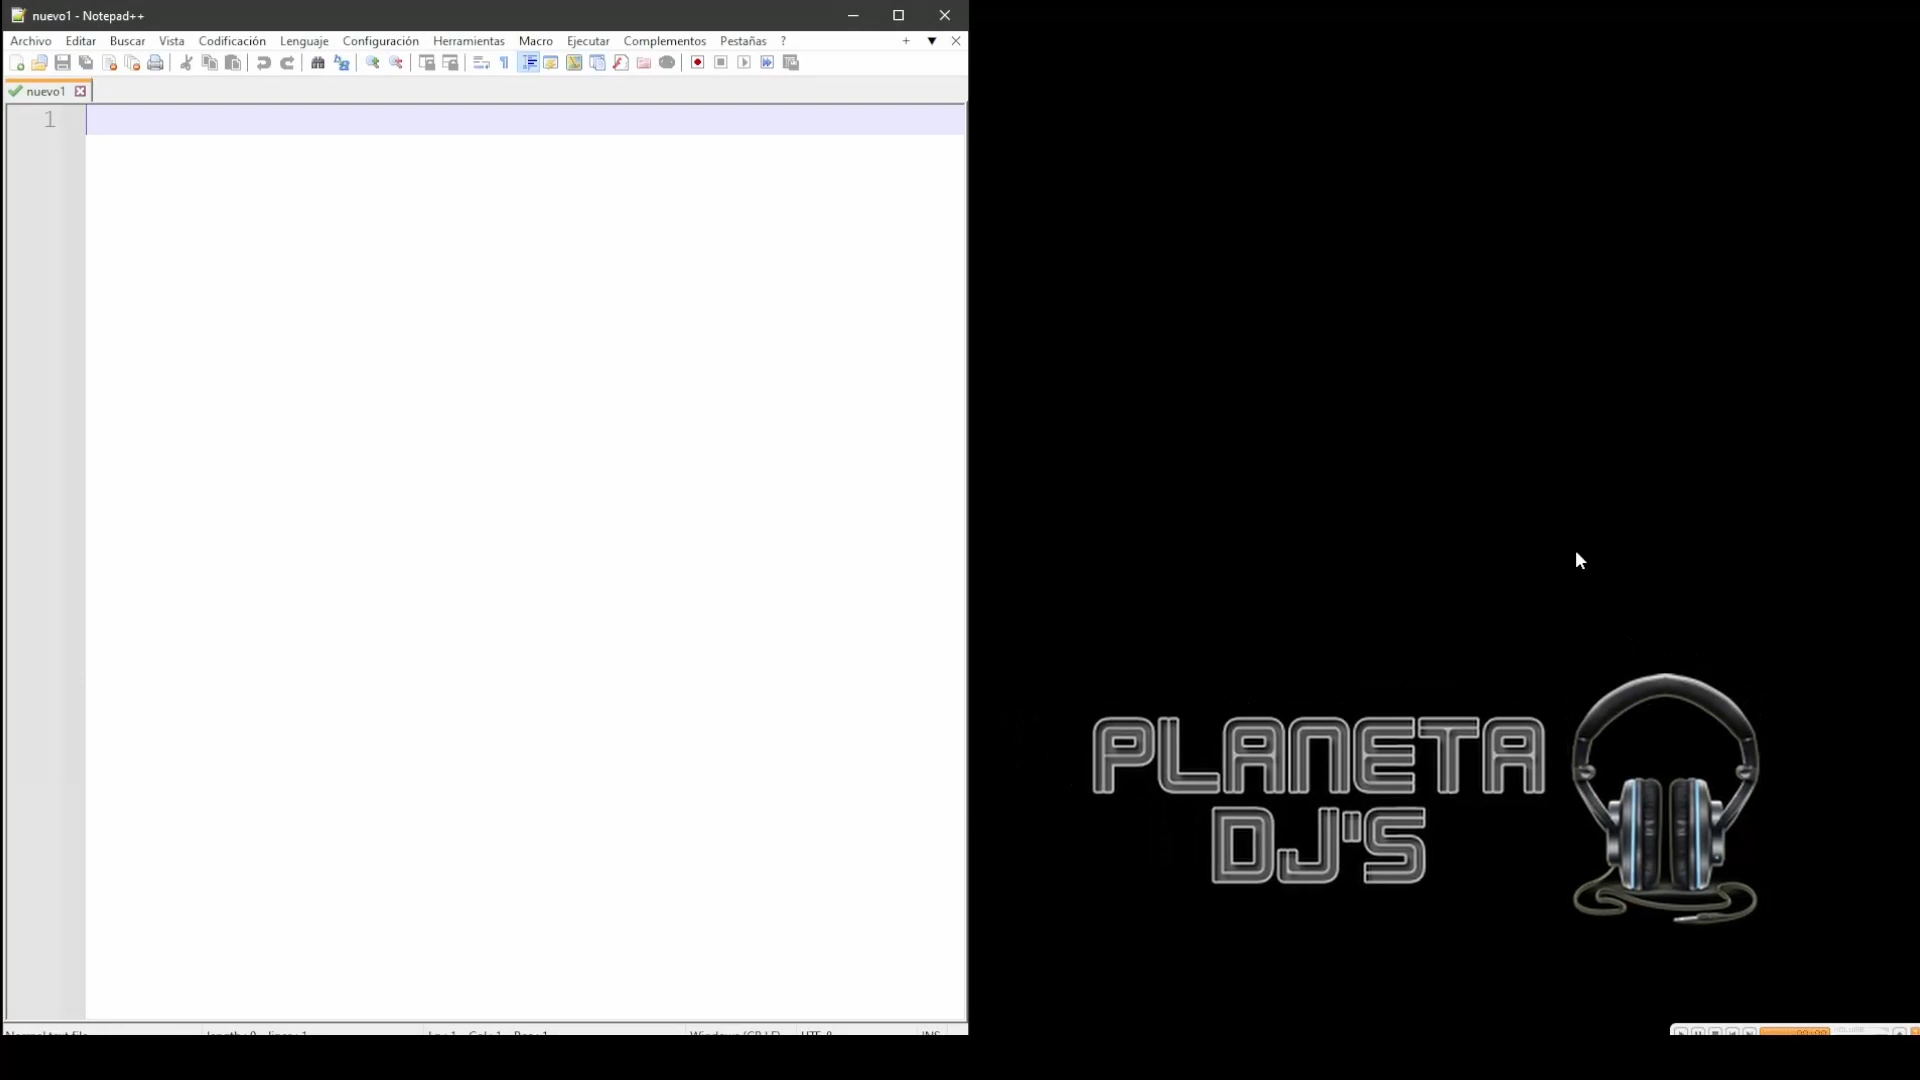 nuevo1 - Notepad++
Archivo Editar Buscar Vista Codificación Lenguaje Configuración Herramientas Macro Ejecutar Complementos Pestañas ?
nuevo1
1
PLANETA
DJ"S